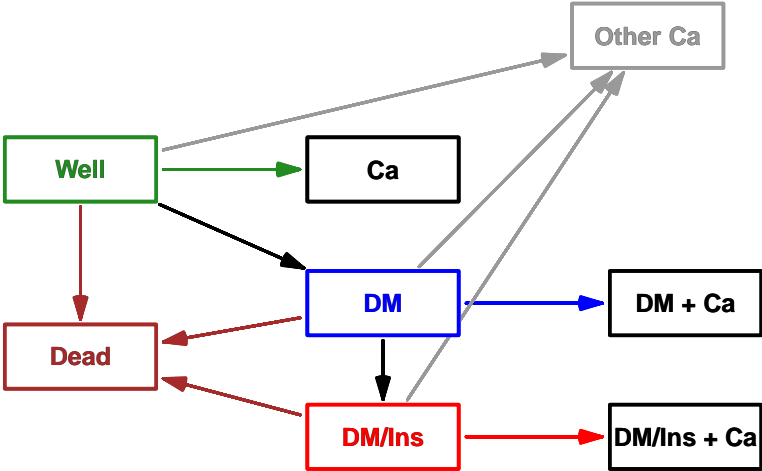 Other Ca
Well
Ca
DM
DM + Ca
Dead
DM/Ins
DM/Ins + Ca